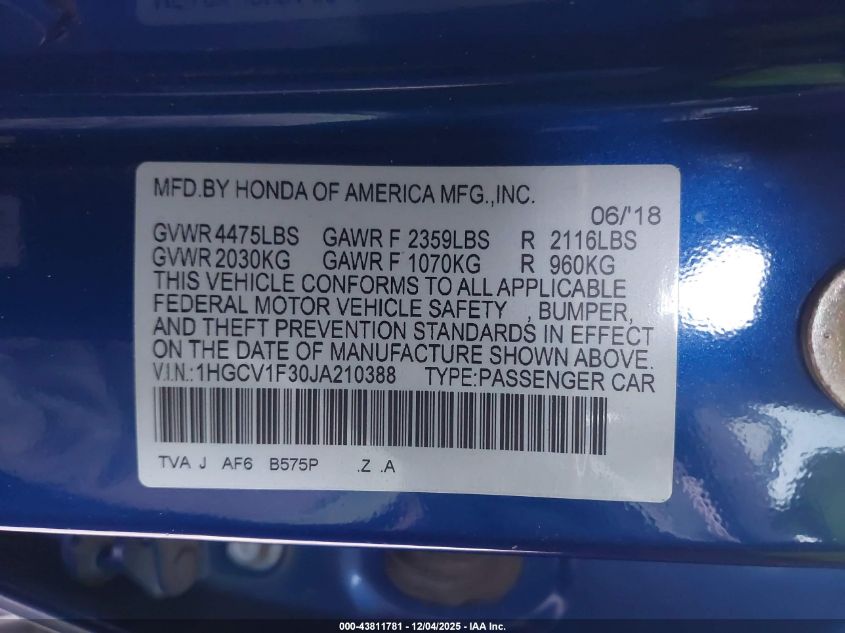 MFD.BY HONDA OF AMERICA MFG.,INC.
06/'18
GVWR 4475LBS GAWR F 2359LBS R 2116LBS
GVWR 2030KG GAWR F 1070KG R 960KG
THIS VEHICLE CONFORMS TO ALL APPLICABLE
FEDERAL MOTOR VEHICLE SAFETY , BUMPER,
AND THEFT PREVENTION STANDARDS IN EFFECT
ON THE DATE OF MANUFACTURE SHOWN ABOVE.
V.I.N.:1HGCV1F30JA210388 TYPE:PASSENGER CAR
TVA J AF6 B575P .Z .A
000-43811781 - 12/04/2025 - IAA Inc.